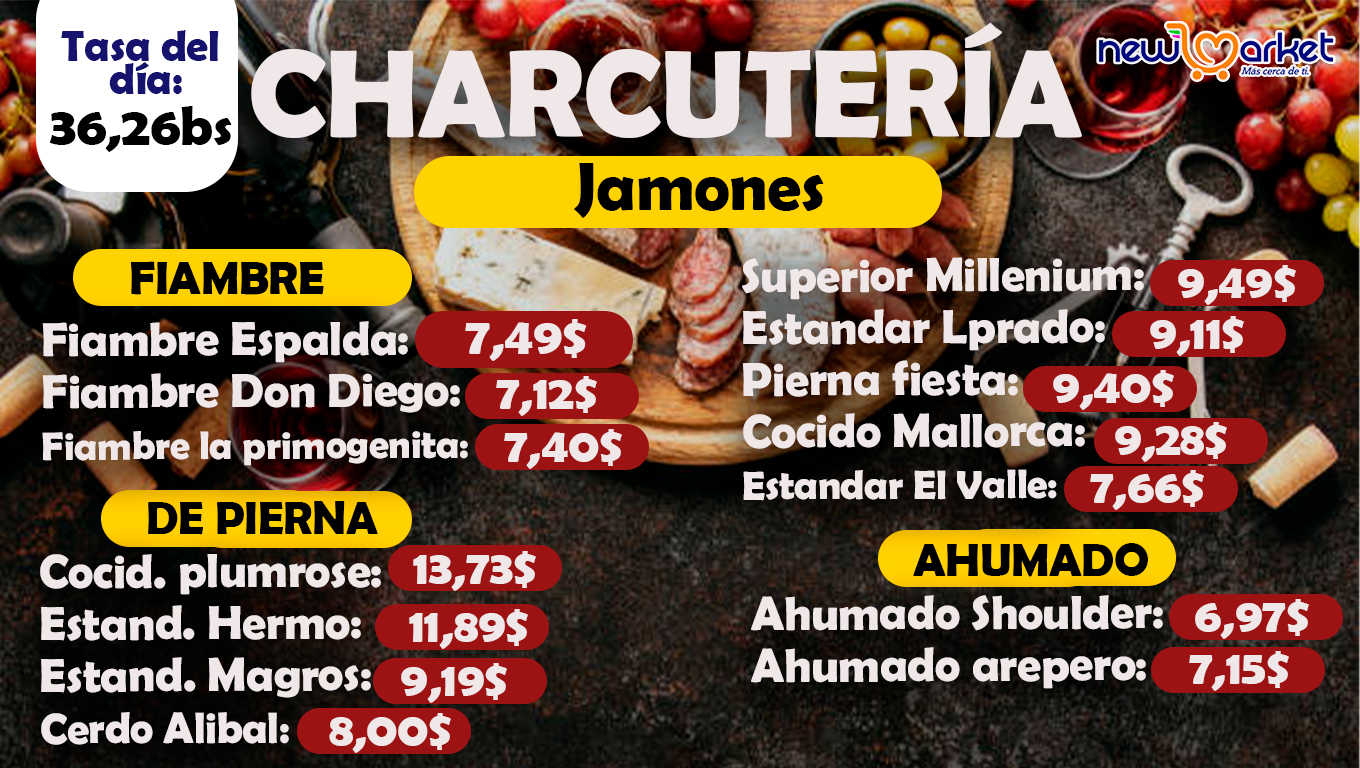 Tasa del
día:
36,26bs
CHARCUTERÍA
new market
Más cerca de ti.
Jamones
FIAMBRE
Fiambre Espalda: 7,49$
Fiambre Don Diego: 7,12$
Fiambre la primogenita: 7,40$
DE PIERNA
Cocid. plumrose: 13,73$
Estand. Hermo: 11,89$
Estand. Magros: 9,19$
Cerdo Alibal: 8,00$
Superior Millenium: 9,49$
Estandar Lprado: 9,11$
Pierna fiesta: 9,40$
Cocido Mallorca: 9,28$
Estandar El Valle: 7,66$
AHUMADO
Ahumado Shoulder: 6,97$
Ahumado arepero: 7,15$